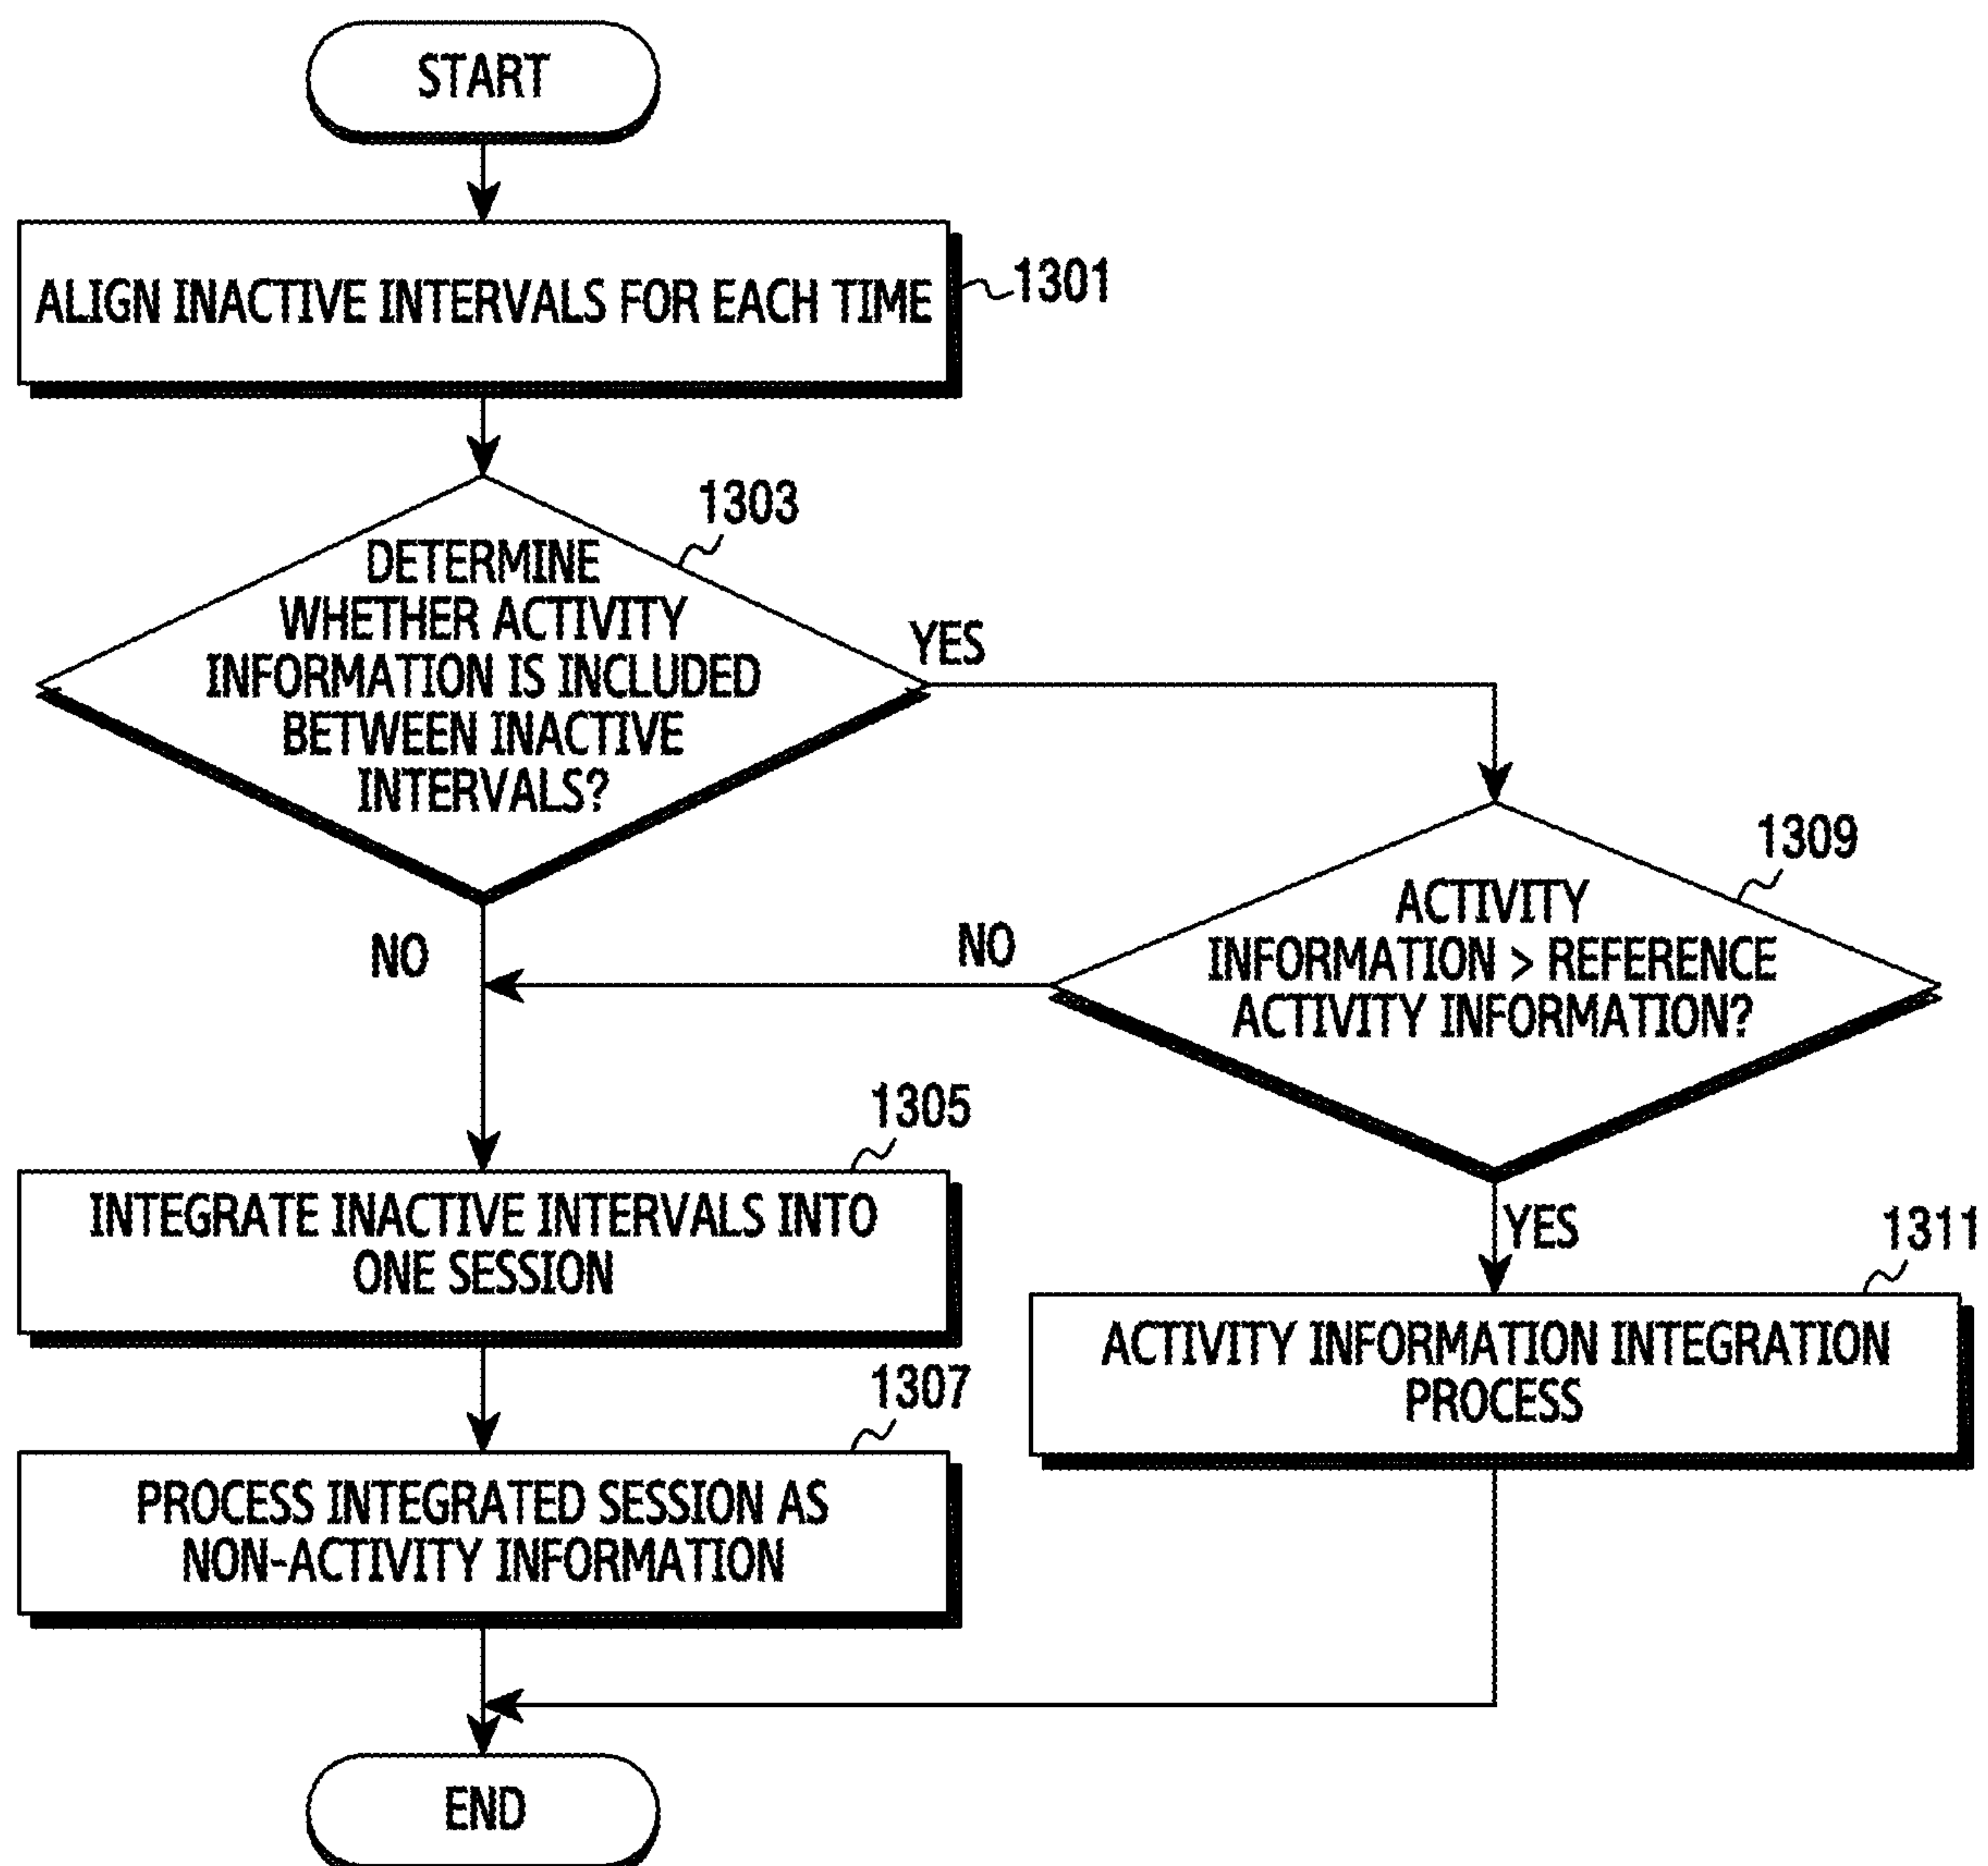 START
ALIGN INACTIVE INTERVALS FOR EACH TIME
1301
1303
DETERMINE
WHETHER ACTIVITY
INFORMATION IS INCLUDED
BETWEEN INACTIVE
INTERVALS?
YES
NO
1309
ACTIVITY
INFORMATION > REFERENCE
ACTIVITY INFORMATION?
NO
YES
1305
INTEGRATE INACTIVE INTERVALS INTO
ONE SESSION
1311
ACTIVITY INFORMATION INTEGRATION
PROCESS
1307
PROCESS INTEGRATED SESSION AS
NON-ACTIVITY INFORMATION
END